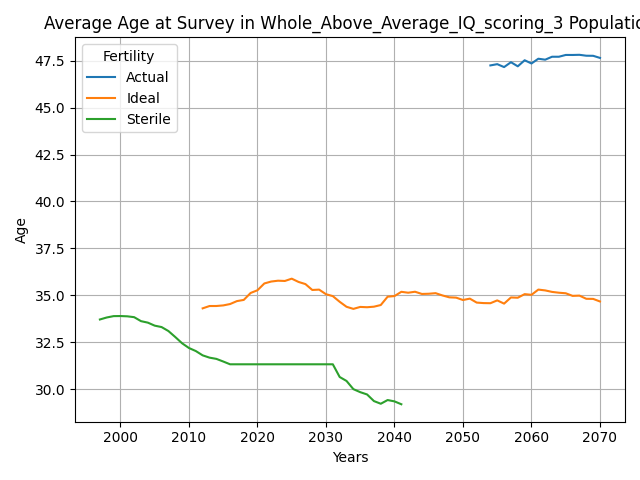 Average Age at Survey in Whole_Above_Average_IQ_scoring_3 Populatio
Fertility
Actual
Ideal
Sterile
47.5
45.0
42.5
40.0
37.5
35.0
32.5
30.0
Age
2000 2010 2020 2030 2040 2050 2060 2070
Years